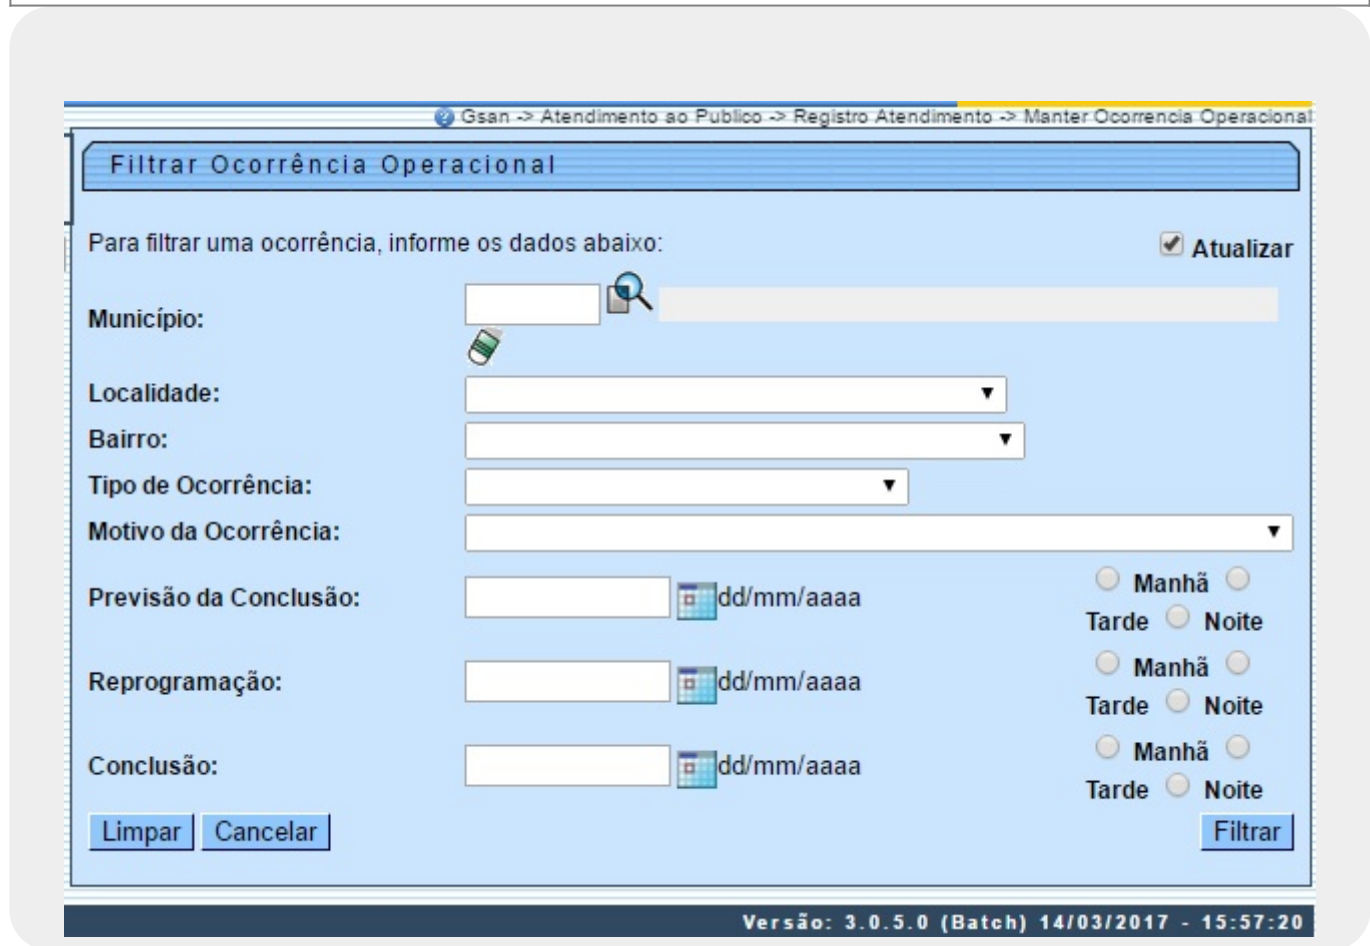 Gsan -> Atendimento ao Publico -> Registro Atendimento -> Manter Ocorrencia Operacional
Filtrar Ocorrência Operacional
Para filtrar uma ocorrência, informe os dados abaixo:
Atualizar
Município:
Localidade:
Bairro:
Tipo de Ocorrência:
Motivo da Ocorrência:
Previsão da Conclusão:
dd/mm/aaaa
Manhã
Tarde Noite
Reprogramação:
dd/mm/aaaa
Manhã
Tarde Noite
Conclusão:
dd/mm/aaaa
Manhã
Tarde Noite
Limpar Cancelar Filtrar
Versão: 3.0.5.0 (Batch) 14/03/2017 - 15:57:20